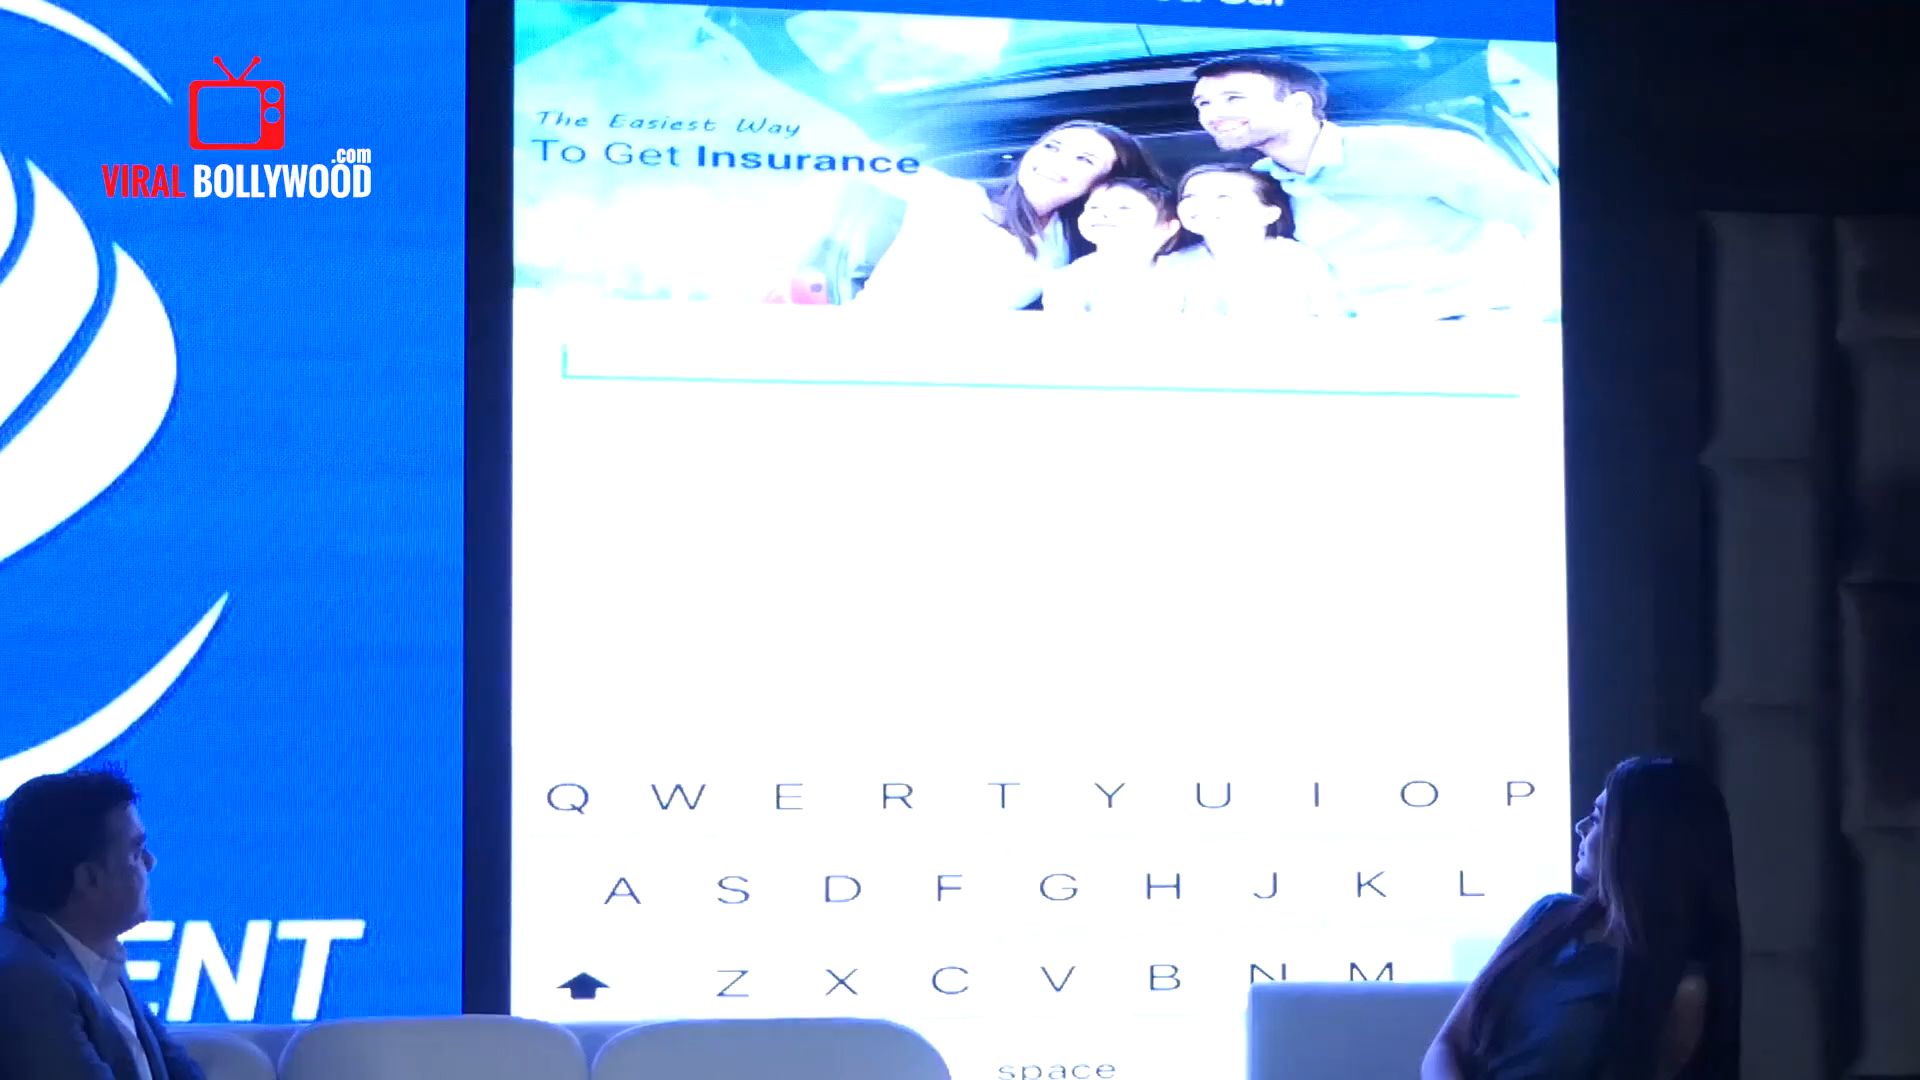 .com
VIRAL BOLLYWOOD
The Easiest Way
To Get Insurance
Q W E R T Y U I O P
A S D F G H J K L
Z X C V B N M
space
ENT